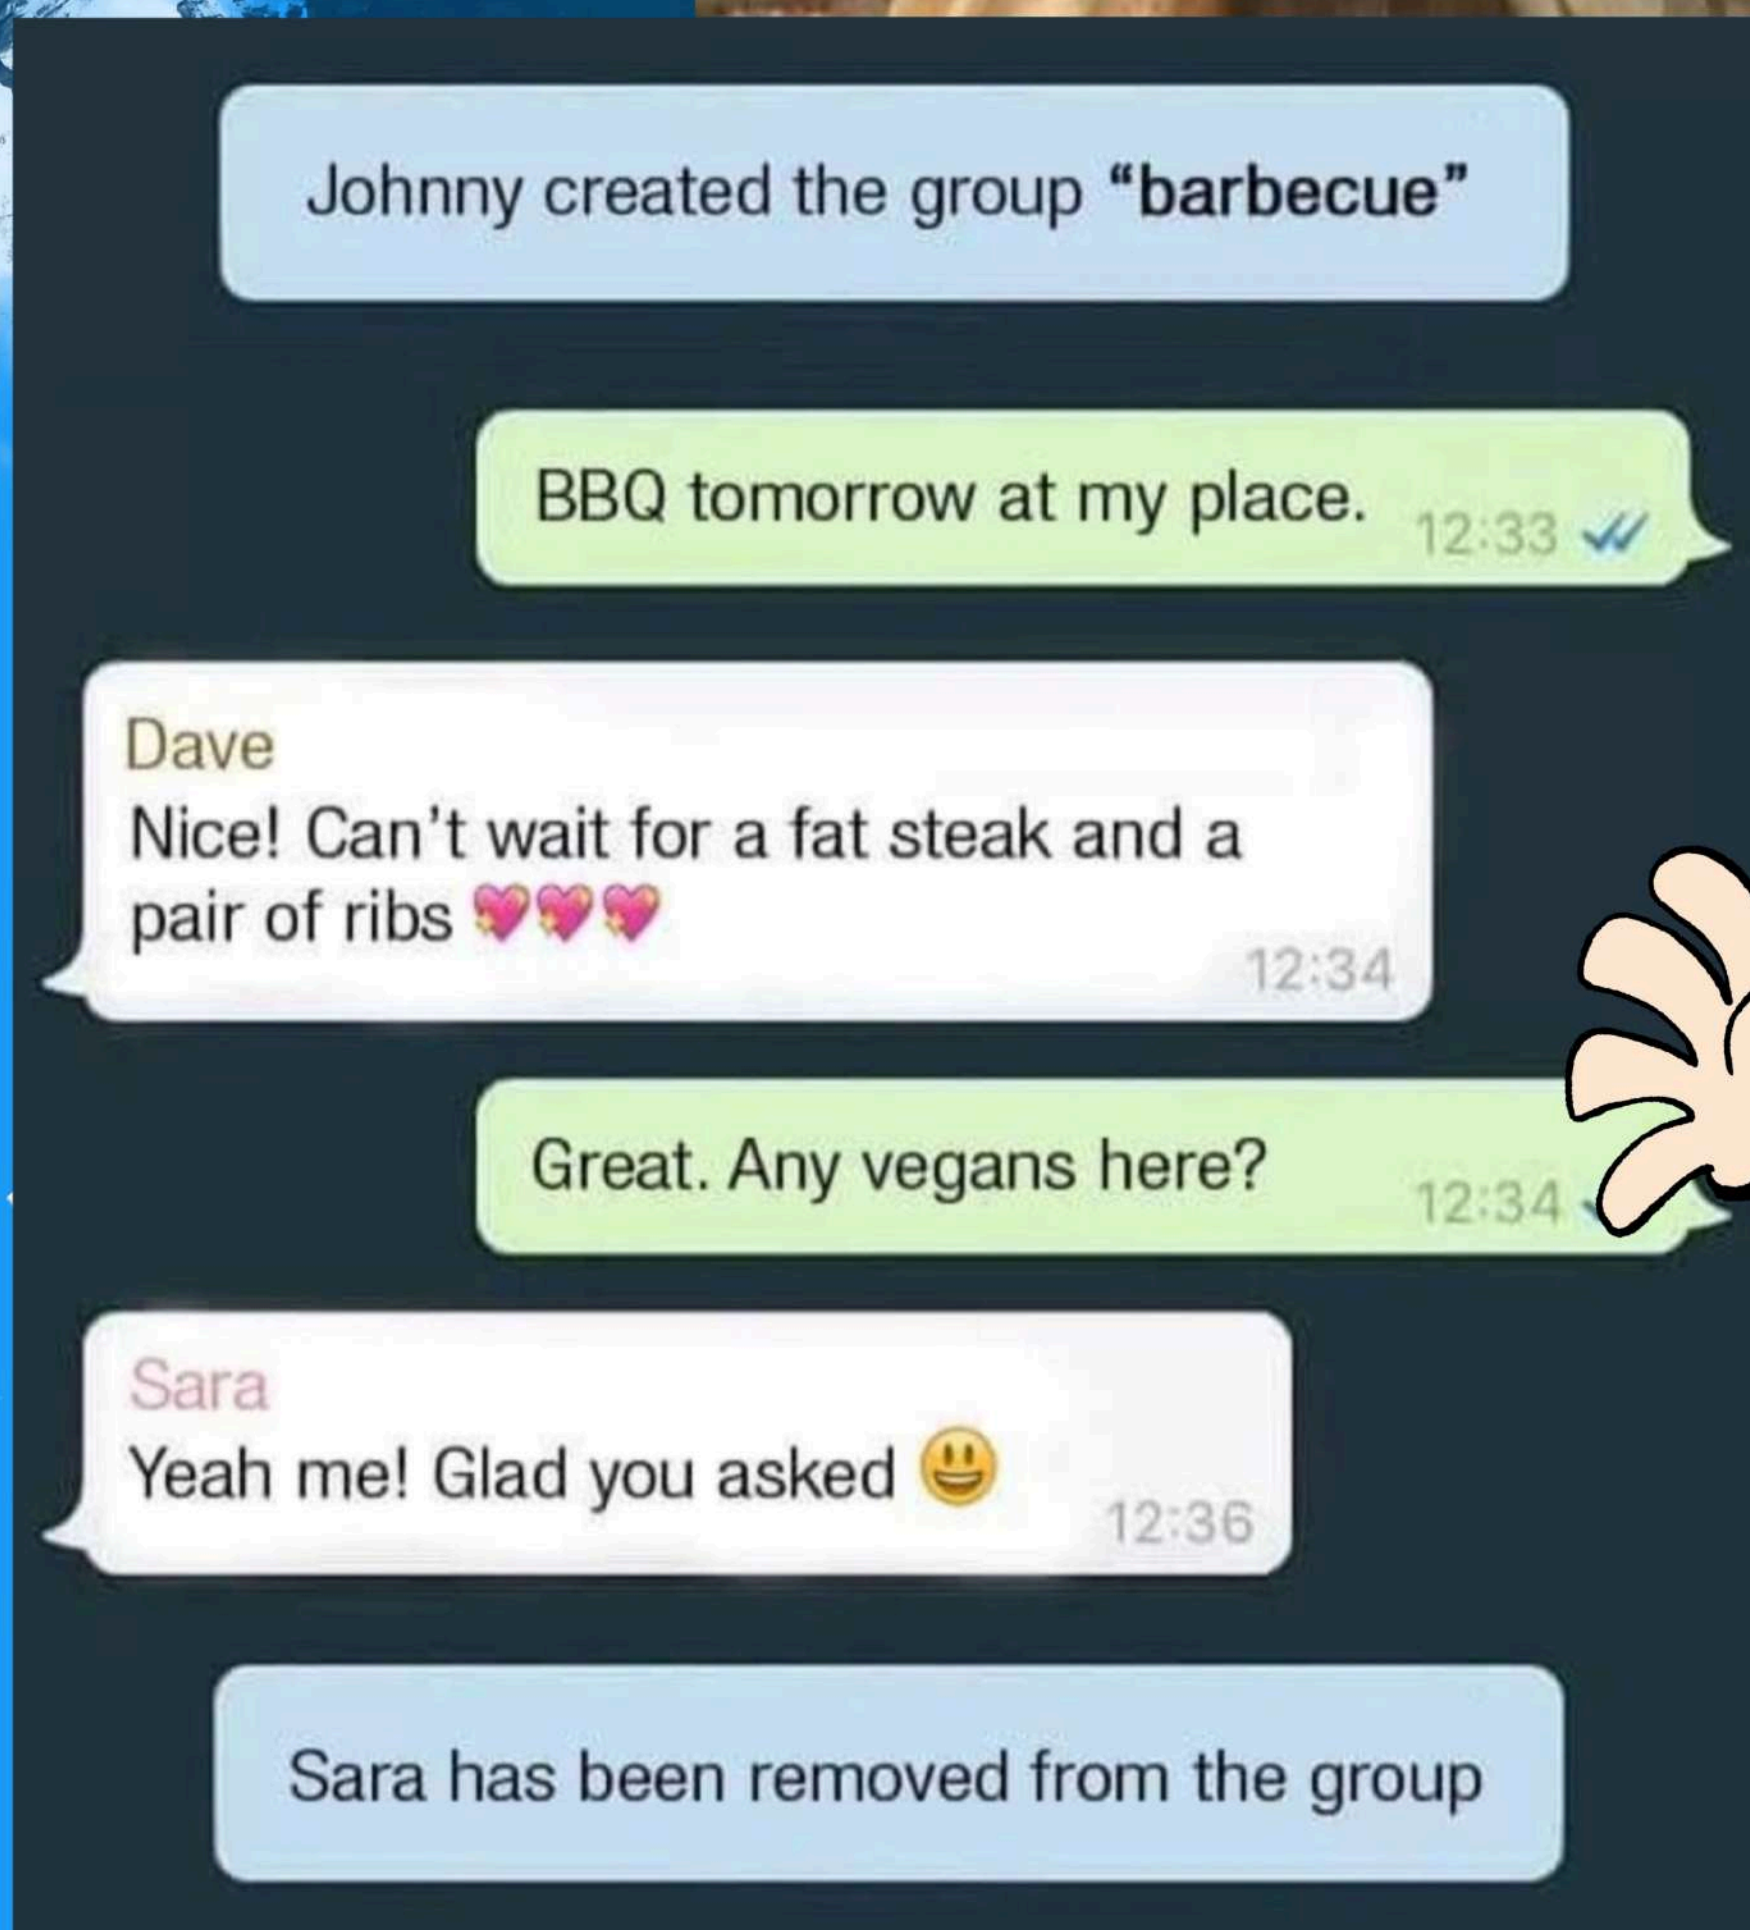 Johnny created the group “barbecue”
BBQ tomorrow at my place.
12:33
Dave
Nice! Can't wait for a fat steak and a
pair of ribs 💖💖💖
12:34
Great. Any vegans here?
12:34
Sara
Yeah me! Glad you asked 😃
12:36
Sara has been removed from the group